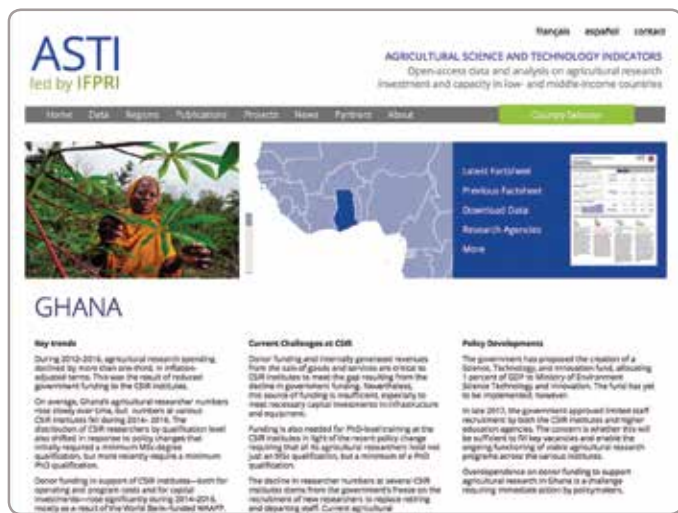 français español contact
ASTI
led by IFPRI
AGRICULTURAL SCIENCE AND TECHNOLOGY INDICATORS
Open-access data and analysis on agricultural research
investment and capacity in low- and middle-income countries
Home Data Regions Publications Projects News Partners About Country Selector
Latest Factsheet
Previous Factsheet
Download Data
Research Agencies
More
GHANA
Key trends
During 2012–2016, agricultural research spending
declined by more than one-third, in inflation-
adjusted terms. This was the result of reduced
government funding to the CSIR institutes.
On average, Ghana's agricultural researcher numbers
rose slowly over time, but numbers at various
CSIR institutes fell during 2014–2016. The
distribution of CSIR researchers by qualification level
also shifted in response to policy changes that
initially required a minimum MSc-degree
qualification, but more recently require a minimum
PhD qualification.
Donor funding in support of CSIR institutes—both for
operating and program costs and for capital
investments—rose significantly during 2014–2016,
mostly as a result of the World Bank-funded WAAPP.
Current Challenges at CSIR
Donor funding and internally generated revenues
from the sale of goods and services are critical to
CSIR institutes to meet the gap resulting from the
decline in government funding. Nevertheless,
this source of funding is insufficient, especially to
meet necessary capital investments in infrastructure
and equipment.
Funding is also needed for PhD-level training at the
CSIR institutes in light of the recent policy change
requiring that all its agricultural researchers hold not
just an MSc qualification, but a minimum of a PhD
qualification.
The decline in researcher numbers at several CSIR
institutes stems from the government's freeze on the
recruitment of new researchers to replace retiring
and departing staff. Current agricultural
Policy Developments
The government has proposed the creation of a
Science, Technology, and Innovation fund, allocating
1 percent of GDP to Ministry of Environment
Science Technology and Innovation. The fund has yet
to be implemented, however.
In late 2017, the government approved limited staff
recruitment by both the CSIR institutes and higher
education agencies. The concern is whether this will
be sufficient to fill key vacancies and enable the
ongoing functioning of viable agricultural research
programs across the various institutes.
Overdependence on donor funding to support
agricultural research in Ghana is a challenge
requiring immediate action by policymakers.